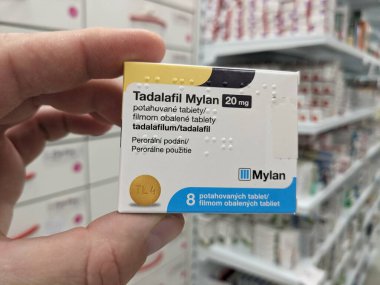 Tadalafil Mylan 20 mg
potahované tablety/
filmom obalené tablety
tadalafilum/tadalafil
Perorální podání/
Perorálne použitie
Mylan
TL4
8 potahovaných tablet/
filmom obalených tabliet